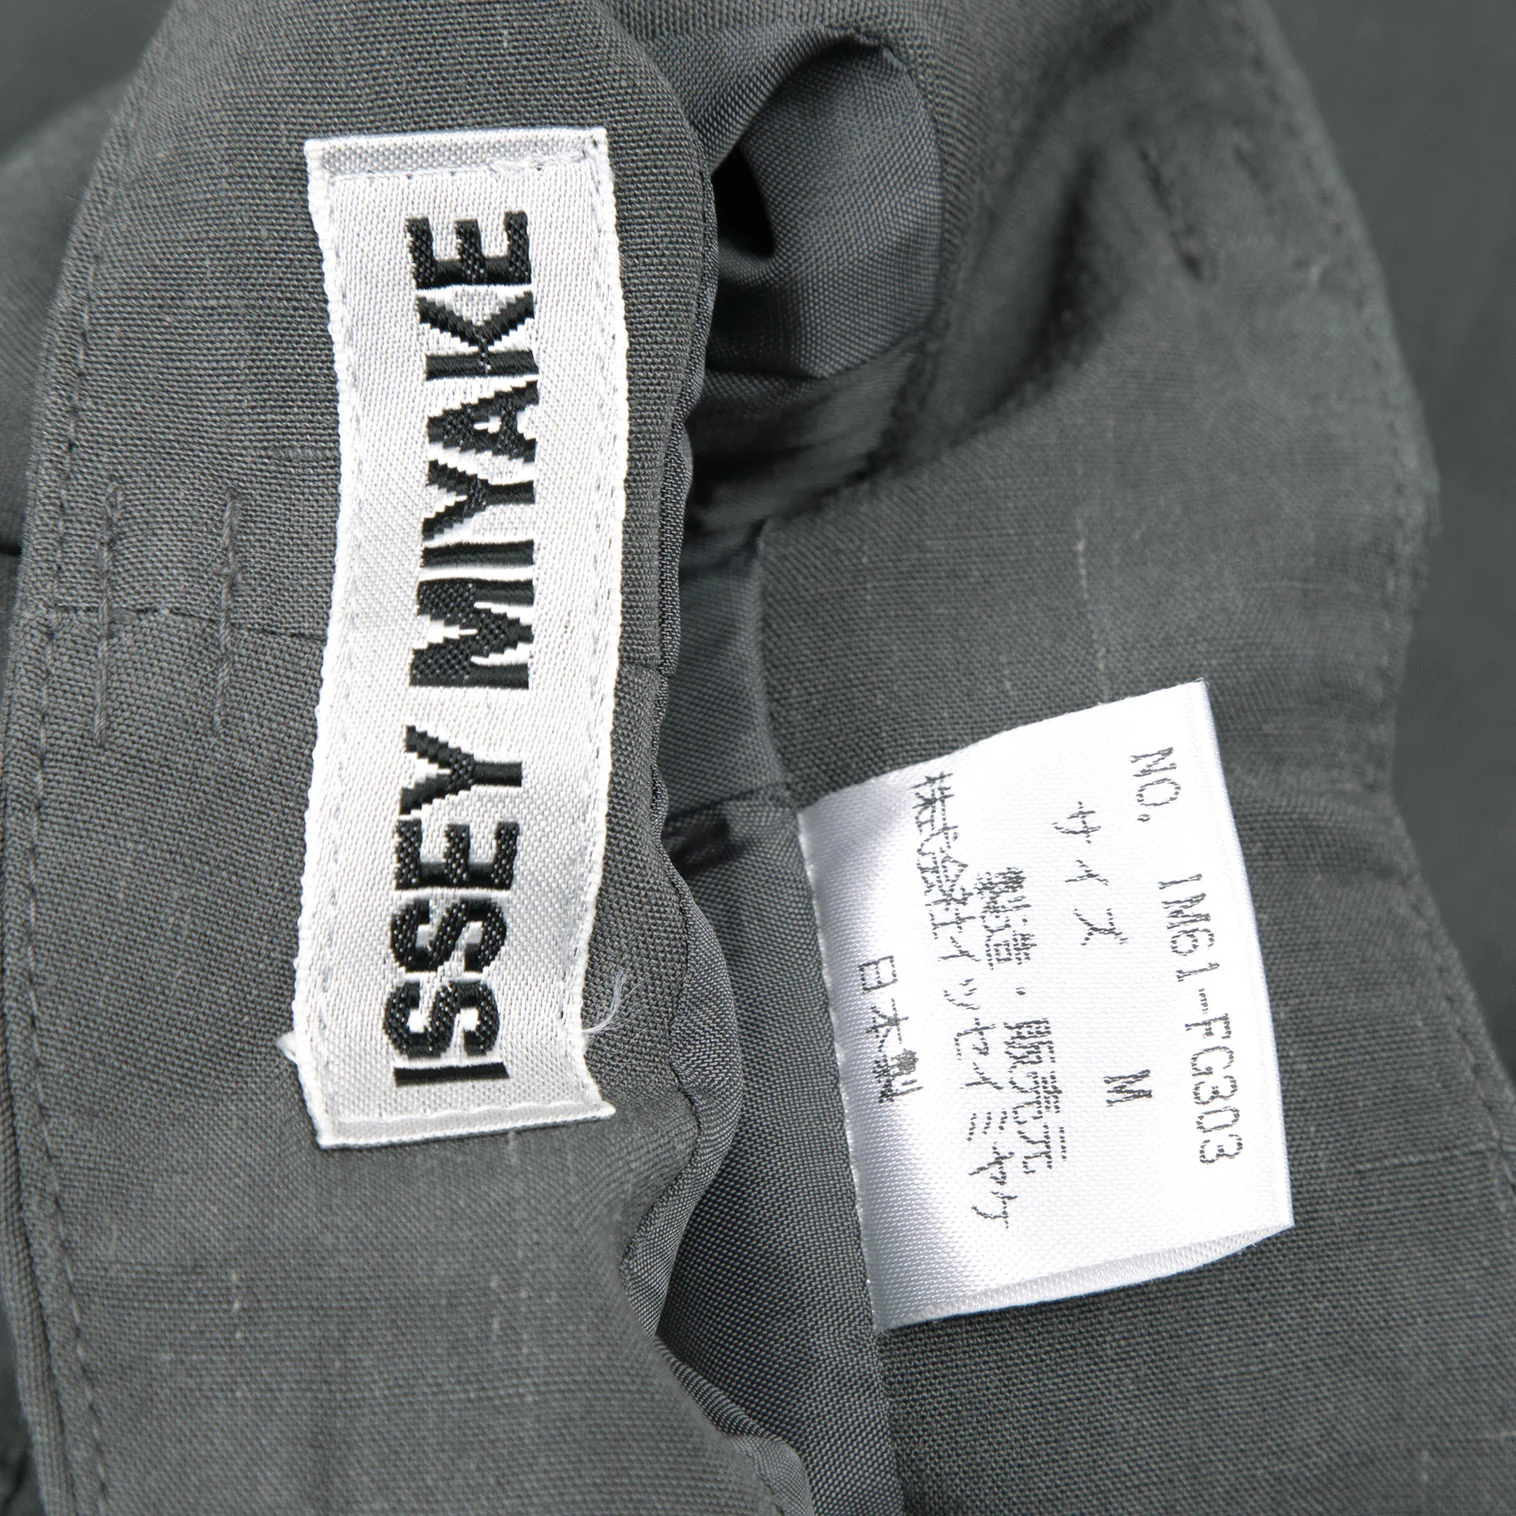 ISSEY MIYAKE
NO. IM61-FG303
サイズ M
製造・販売元
株式会社イッセイミヤケ
日本製